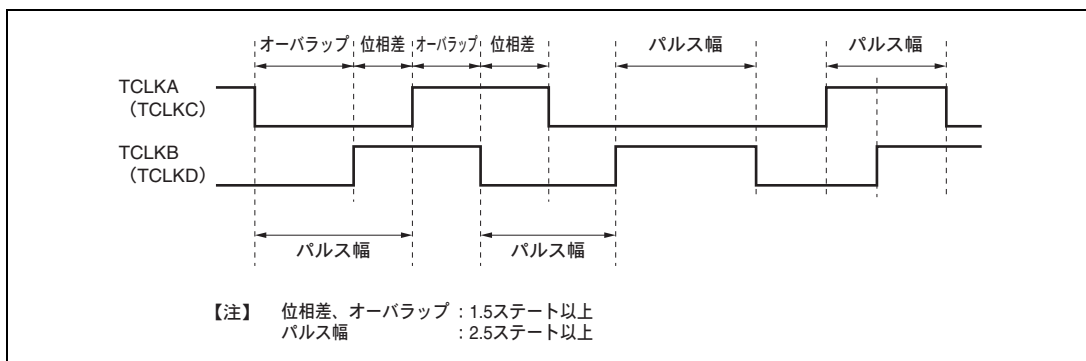 オーバラップ 位相差 オーバラップ 位相差 パルス幅 パルス幅
TCLKA
(TCLKC)
TCLKB
(TCLKD)
パルス幅 パルス幅
【注】 位相差、オーバラップ : 1.5ステート以上
パルス幅 : 2.5ステート以上